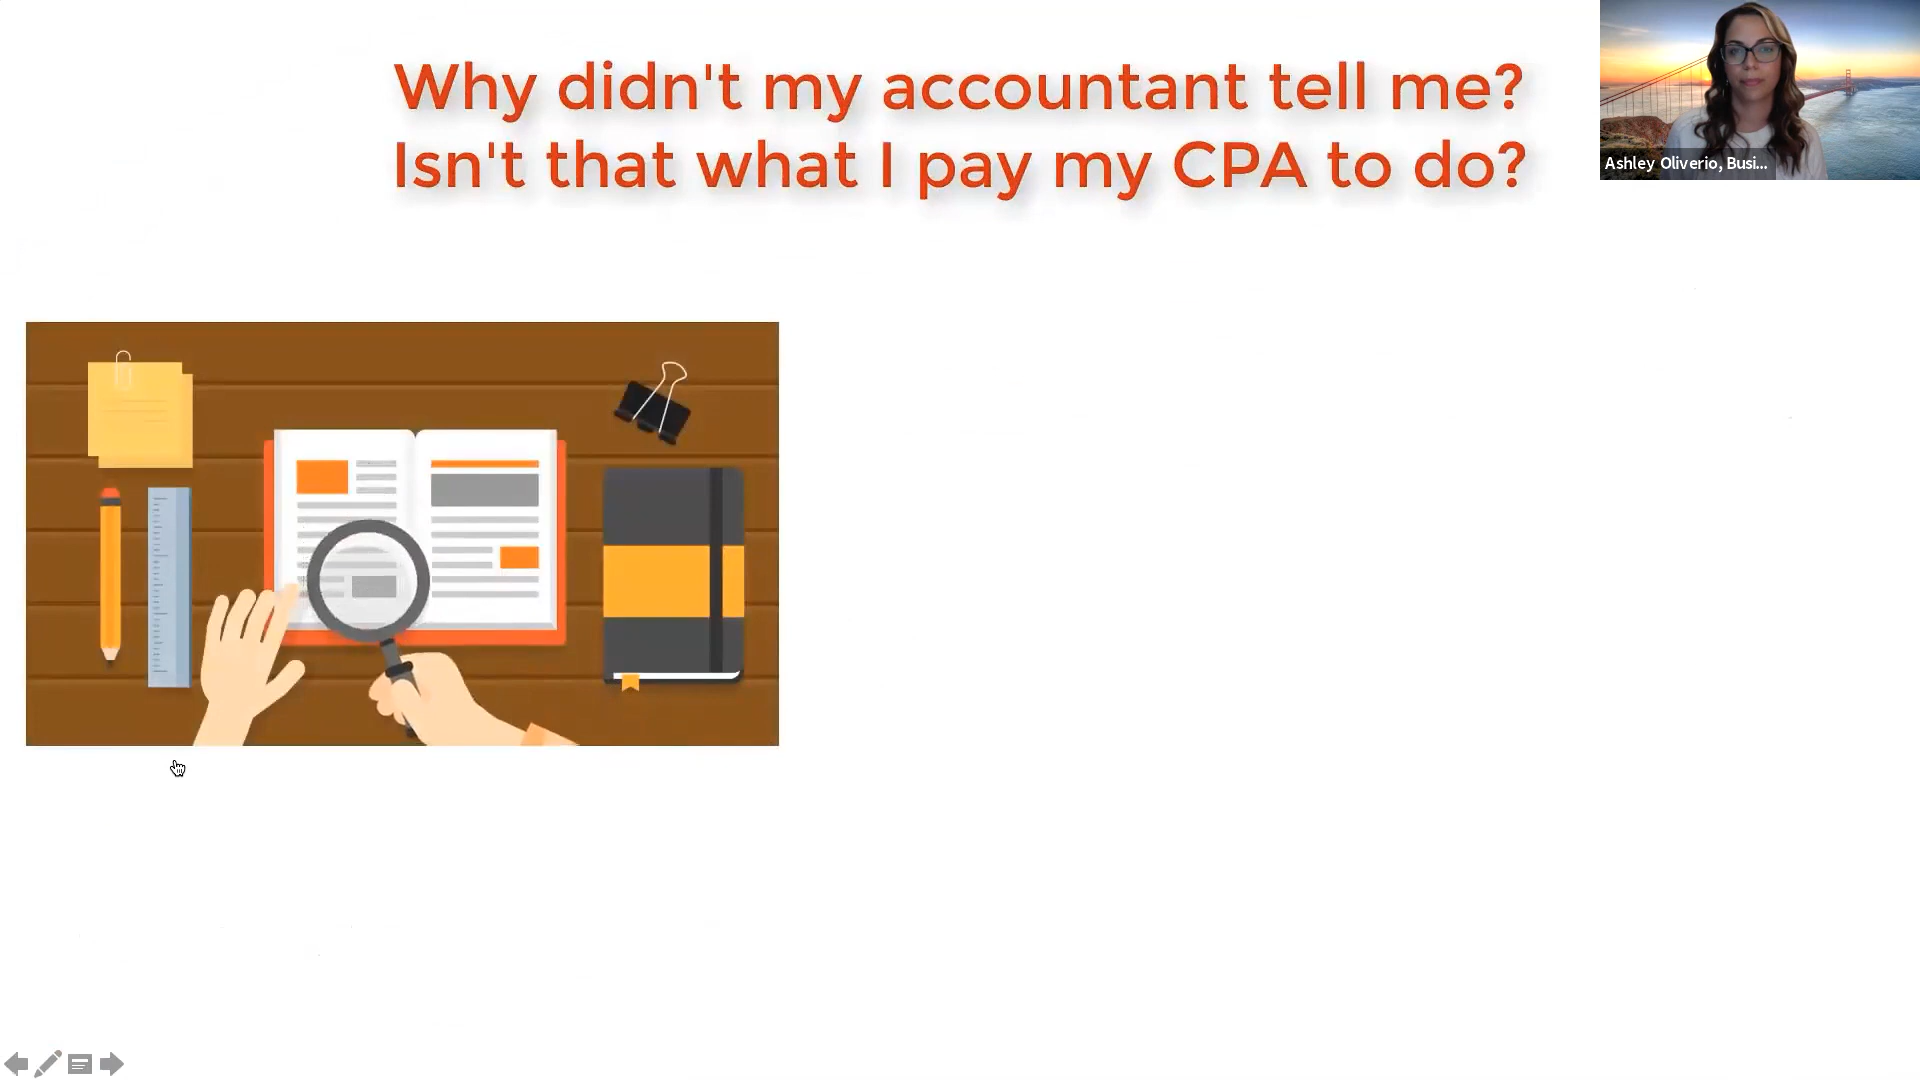 Why didn't my accountant tell me?
Isn't that what I pay my CPA to do?
Ashley Oliverio, Busi...